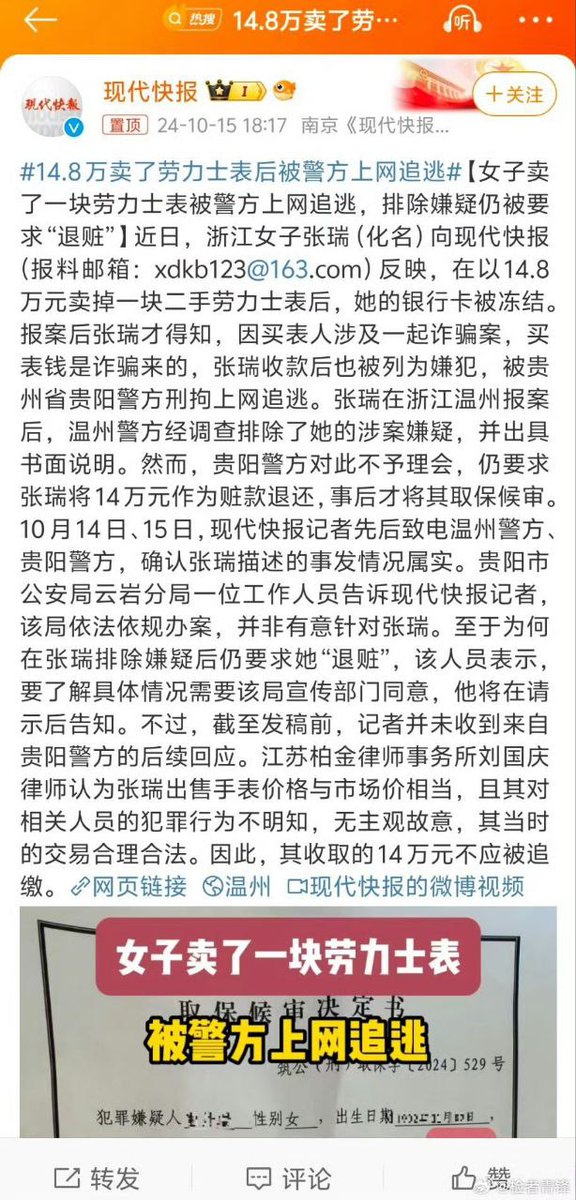 热搜 14.8万卖了劳… 听
现代快报
现代快报 I
+关注
置顶 24-10-15 18:17 南京《现代快报...
#14.8万卖了劳力士表后被警方上网追逃#【女子卖
了一块劳力士表被警方上网追逃，排除嫌疑仍被要
求“退赃”】近日，浙江女子张瑞（化名）向现代快报
（报料邮箱：xdkb123@163.com）反映，在以14.8
万元卖掉一块二手劳力士表后，她的银行卡被冻结。
报案后张瑞才得知，因买表人涉及一起诈骗案，买
表钱是诈骗来的，张瑞收款后也被列为嫌犯，被贵
州省贵阳警方刑拘上网追逃。张瑞在浙江温州报案
后，温州警方经调查排除了她的涉案嫌疑，并出具
书面说明。然而，贵阳警方对此不予理会，仍要求
张瑞将14万元作为赃款退还，事后才将其取保候审。
10月14日、15日，现代快报记者先后致电温州警方、
贵阳警方，确认张瑞描述的事发情况属实。贵阳市
公安局云岩分局一位工作人员告诉现代快报记者，
该局依法依规办案，并非有意针对张瑞。至于为何
在张瑞排除嫌疑后仍要求她“退赃”，该人员表示，
要了解具体情况需要该局宣传部门同意，他将在请
示后告知。不过，截至发稿前，记者并未收到来自
贵阳警方的后续回应。江苏柏金律师事务所刘国庆
律师认为张瑞出售手表价格与市场价相当，且其对
相关人员的犯罪行为不明知，无主观故意，其当时
的交易合理合法。因此，其收取的14万元不应被追
缴。网页链接 温州 现代快报的微博视频
女子卖了一块劳力士表
取保候审决定书
被警方上网追逃
筑公（刑）取保字〔2024〕529号
犯罪嫌疑人 性别女，出生日期
转发 评论 赞